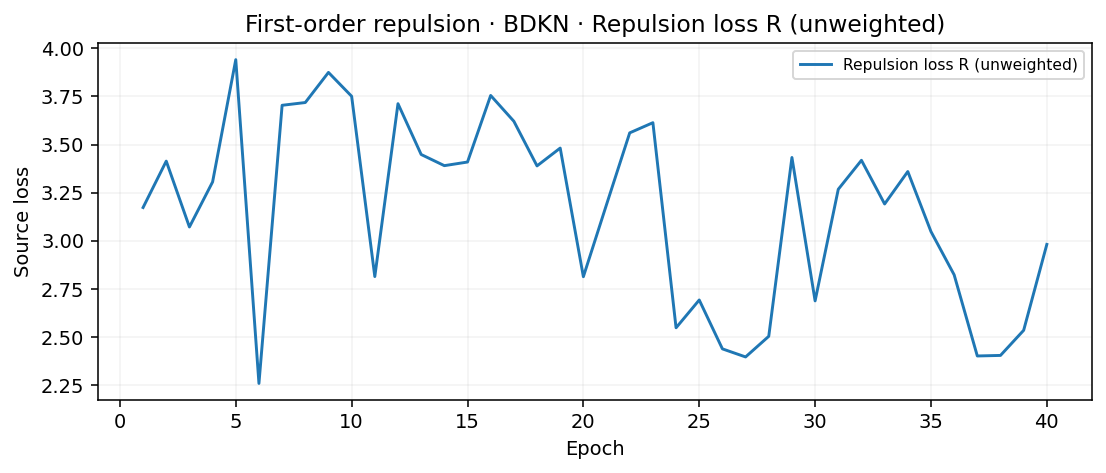 First-order repulsion · BDKN · Repulsion loss R (unweighted)
Repulsion loss R (unweighted)
Source loss
4.00
3.75
3.50
3.25
3.00
2.75
2.50
2.25
0 5 10 15 20 25 30 35 40
Epoch